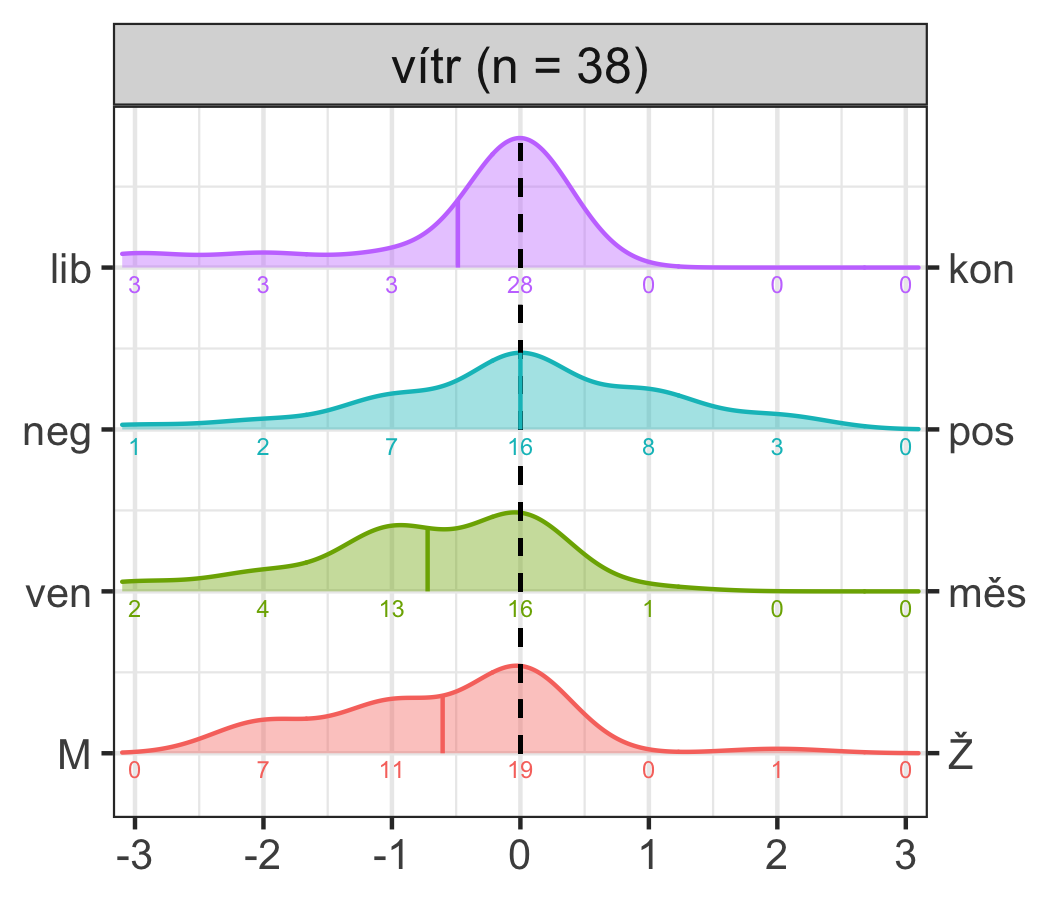 vítr (n = 38)
lib kon
3 3 3 28 0 0 0
neg pos
1 2 7 16 8 3 0
ven měs
2 4 13 16 1 0 0
M Ž
0 7 11 19 0 1 0
-3 -2 -1 0 1 2 3